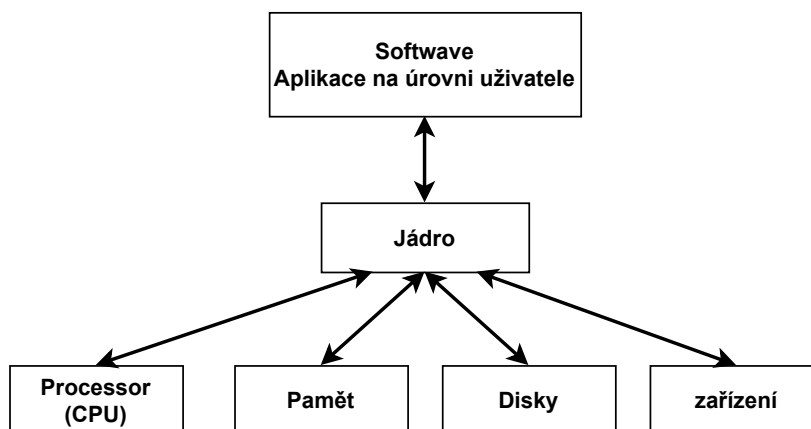 Softwave
Aplikace na úrovni uživatele
Jádro
Processor
(CPU)
Pamět
Disky
zařízení